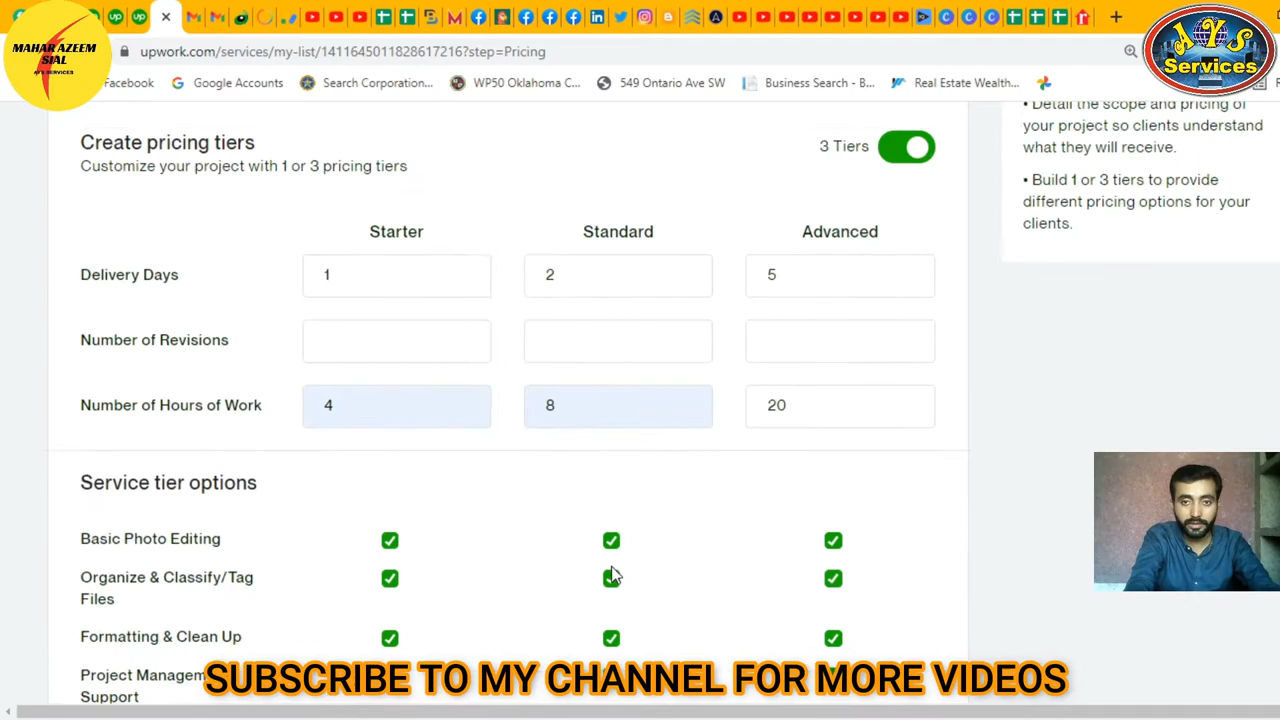 MAHAR AZEEM
SIAL
AYS SERVICES
upwork.com/services/my-list/1411645011828617216?step=Pricing
AYS
Services
Facebook
Google Accounts
Search Corporation...
WP50 Oklahoma C...
549 Ontario Ave SW
Business Search - B...
Real Estate Wealth...
Create pricing tiers
Customize your project with 1 or 3 pricing tiers
3 Tiers
Starter
Standard
Advanced
Delivery Days
1
2
5
Number of Revisions
Number of Hours of Work
4
8
20
Service tier options
Basic Photo Editing
Organize & Classify/Tag
Files
Formatting & Clean Up
Project Managem
Support
• Detail the scope and pricing of
your project so clients understand
what they will receive.
• Build 1 or 3 tiers to provide
different pricing options for your
clients.
SUBSCRIBE TO MY CHANNEL FOR MORE VIDEOS